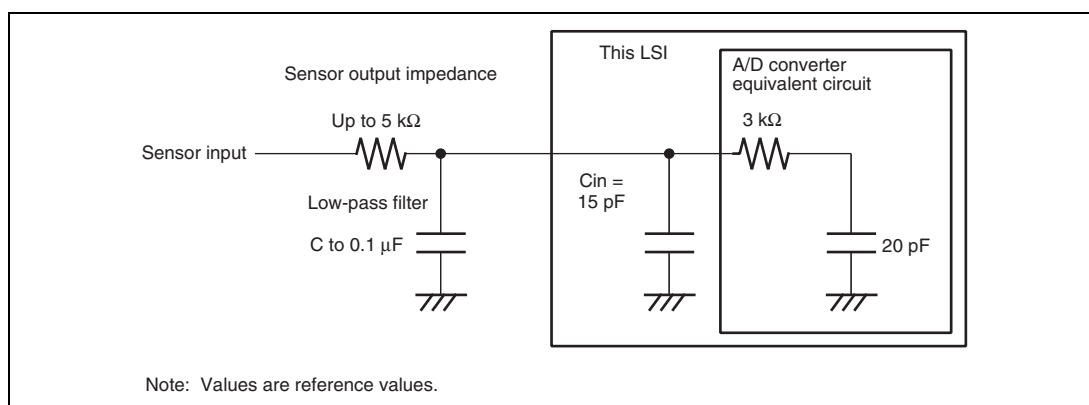 This LSI
A/D converter
equivalent circuit
Sensor output impedance
Up to 5 kΩ
3 kΩ
Sensor input
Cin =
15 pF
Low-pass filter
C to 0.1 μF
20 pF
Note: Values are reference values.